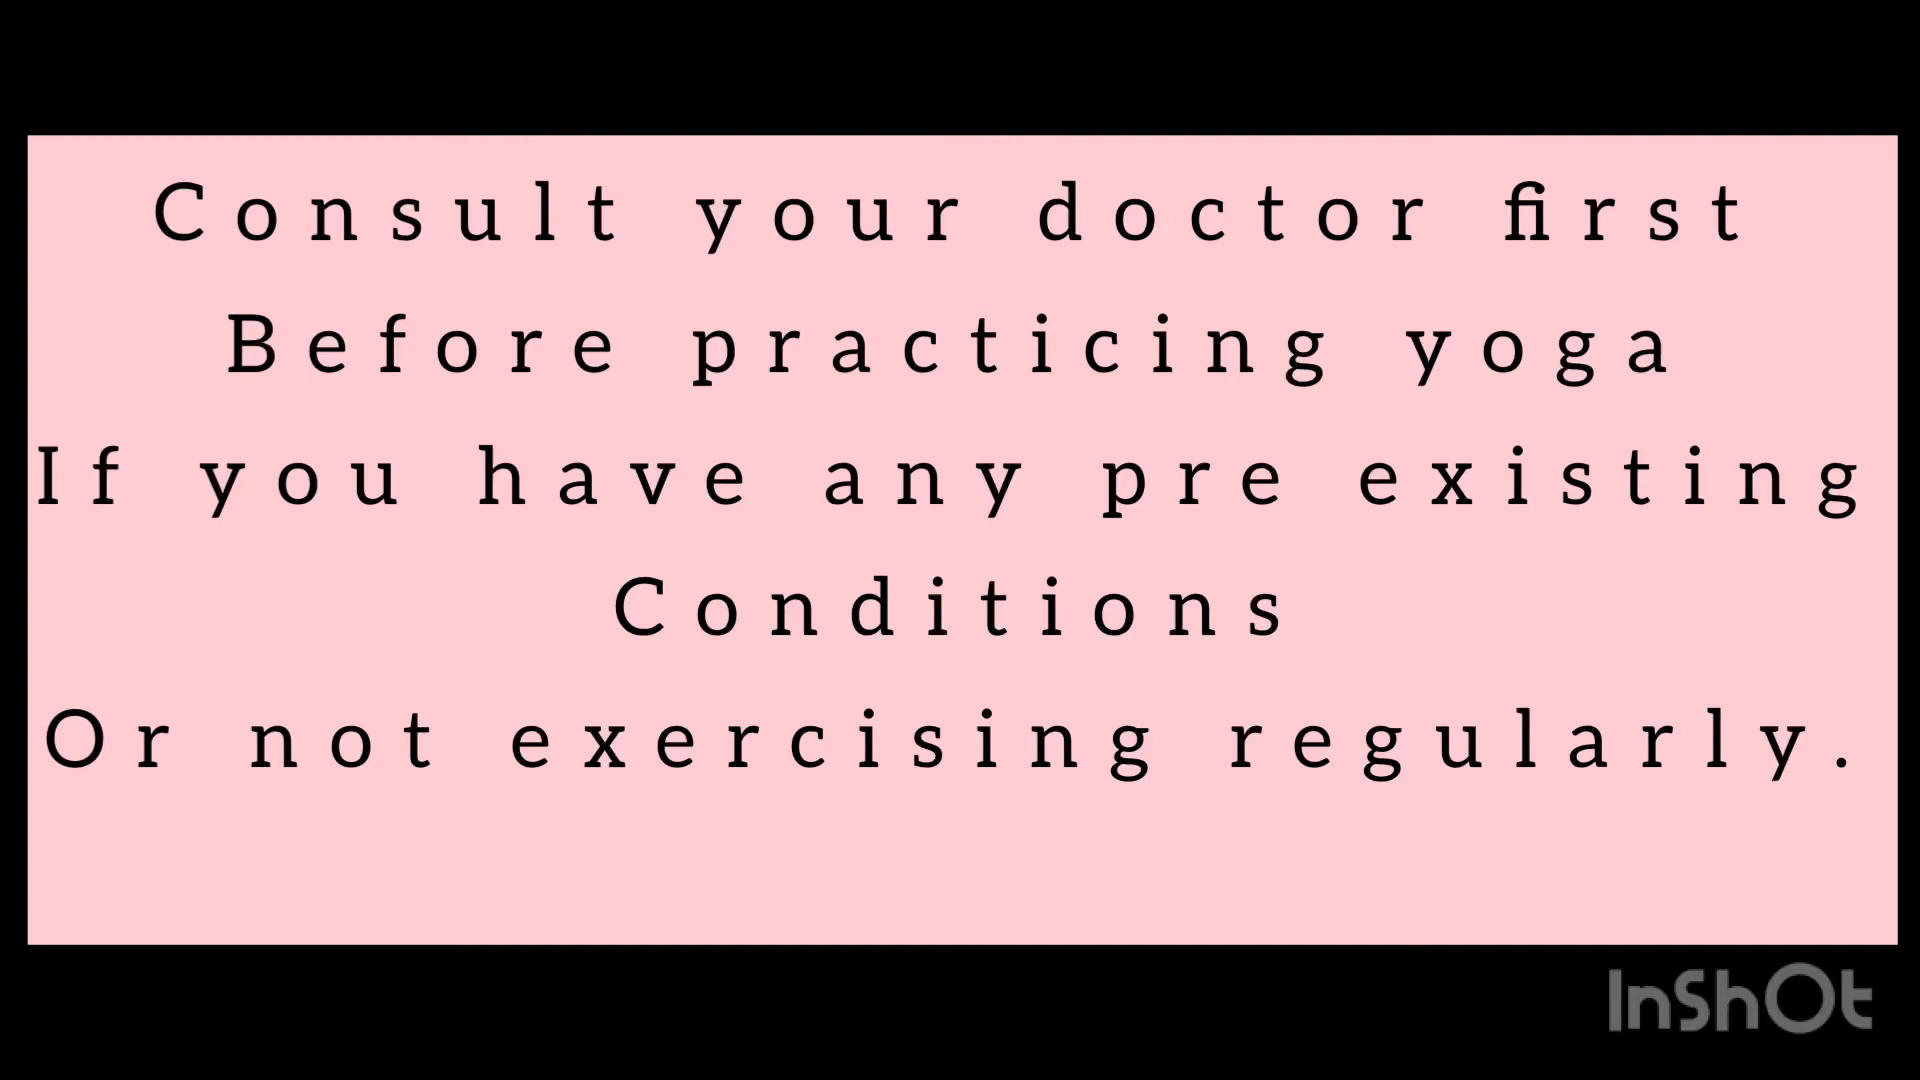 Consult your doctor first
Before practicing yoga
If you have any pre existing
Conditions
Or not exercising regularly.
InShOt